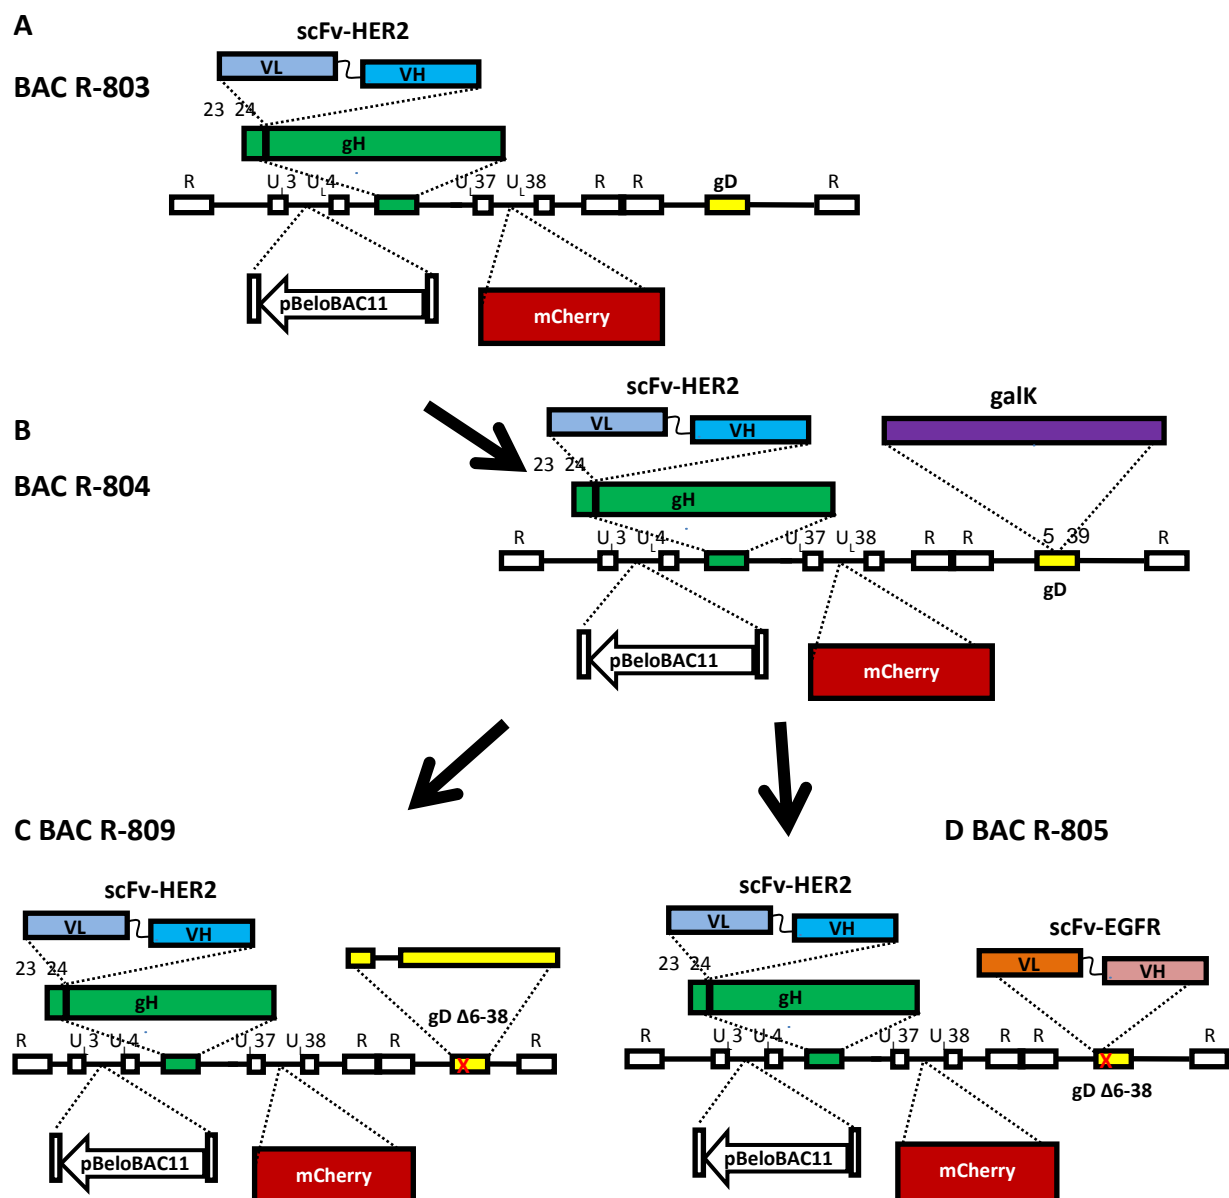 A
scFv-HER2
BAC R-803
VL
VH
23 24
gH
R
UL3
UL4
UL37
UL38
R
R
gD
R
pBeloBAC11
mCherry
scFv-HER2
galK
B
BAC R-804
VL
VH
23 24
gH
R
UL3
UL4
UL37
UL38
R
R
5 39
R
gD
pBeloBAC11
mCherry
C BAC R-809
D BAC R-805
scFv-HER2
VL
VH
23 24
gH
gD Δ6-38
R
UL3
UL4
UL37
UL38
R
R
X
R
pBeloBAC11
mCherry
scFv-HER2
scFv-EGFR
VL
VH
VL
VH
23 24
gH
R
UL3
UL4
UL37
UL38
R
R
X
R
gD Δ6-38
pBeloBAC11
mCherry